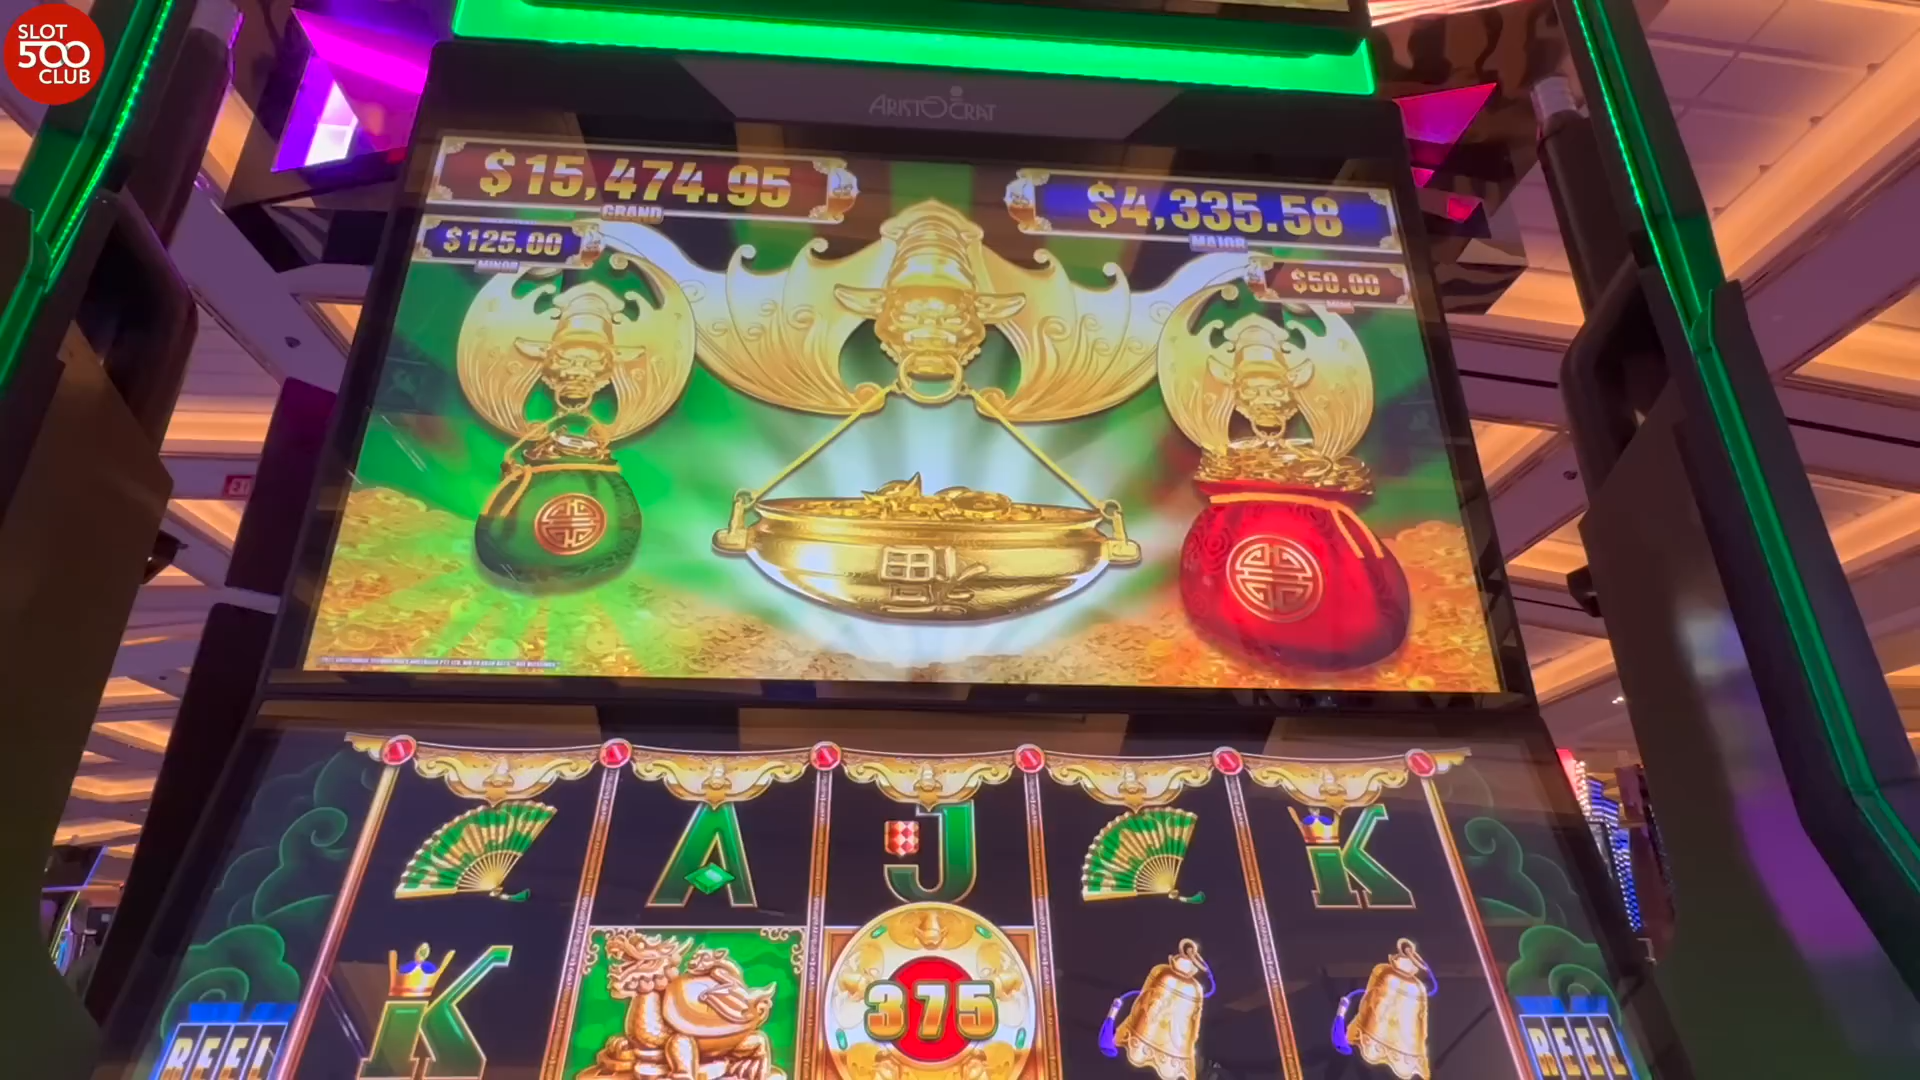 SLOT
500
CLUB
ARISTOCRAT
$15,474.95
GRAND
$4,335.58
MAJOR
$125.00
MINOR
$50.00
MINI
A
J
K
K
375
REEL
REEL